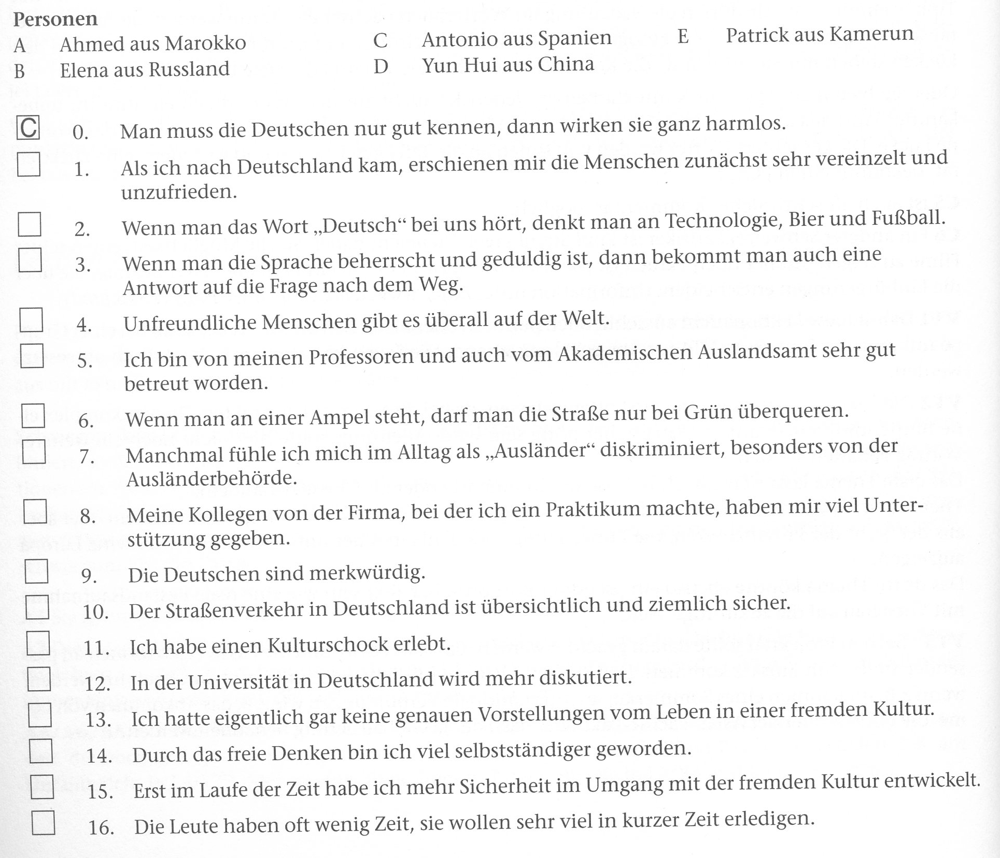 Personen
A Ahmed aus Marokko C Antonio aus Spanien E Patrick aus Kamerun
B Elena aus Russland D Yun Hui aus China
C 0. Man muss die Deutschen nur gut kennen, dann wirken sie ganz harmlos.
1. Als ich nach Deutschland kam, erschienen mir die Menschen zunächst sehr vereinzelt und
unzufrieden.
2. Wenn man das Wort „Deutsch“ bei uns hört, denkt man an Technologie, Bier und Fußball.
3. Wenn man die Sprache beherrscht und geduldig ist, dann bekommt man auch eine
Antwort auf die Frage nach dem Weg.
4. Unfreundliche Menschen gibt es überall auf der Welt.
5. Ich bin von meinen Professoren und auch vom Akademischen Auslandsamt sehr gut
betreut worden.
6. Wenn man an einer Ampel steht, darf man die Straße nur bei Grün überqueren.
7. Manchmal fühle ich mich im Alltag als „Ausländer“ diskriminiert, besonders von der
Ausländerbehörde.
8. Meine Kollegen von der Firma, bei der ich ein Praktikum machte, haben mir viel Unter-
stützung gegeben.
9. Die Deutschen sind merkwürdig.
10. Der Straßenverkehr in Deutschland ist übersichtlich und ziemlich sicher.
11. Ich habe einen Kulturschock erlebt.
12. In der Universität in Deutschland wird mehr diskutiert.
13. Ich hatte eigentlich gar keine genauen Vorstellungen vom Leben in einer fremden Kultur.
14. Durch das freie Denken bin ich viel selbstständiger geworden.
15. Erst im Laufe der Zeit habe ich mehr Sicherheit im Umgang mit der fremden Kultur entwickelt.
16. Die Leute haben oft wenig Zeit, sie wollen sehr viel in kurzer Zeit erledigen.